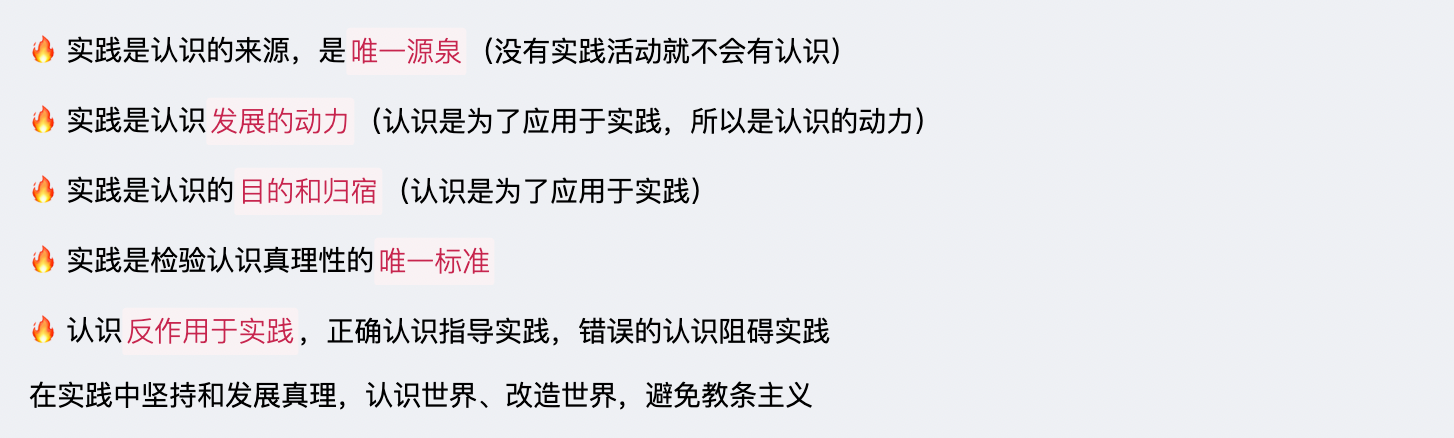 🔥 实践是认识的来源，是唯一源泉（没有实践活动就不会有认识）
🔥 实践是认识发展的动力（认识是为了应用于实践，所以是认识的动力）
🔥 实践是认识的目的和归宿（认识是为了应用于实践）
🔥 实践是检验认识真理性的唯一标准
🔥 认识反作用于实践，正确认识指导实践，错误的认识阻碍实践
在实践中坚持和发展真理，认识世界、改造世界，避免教条主义